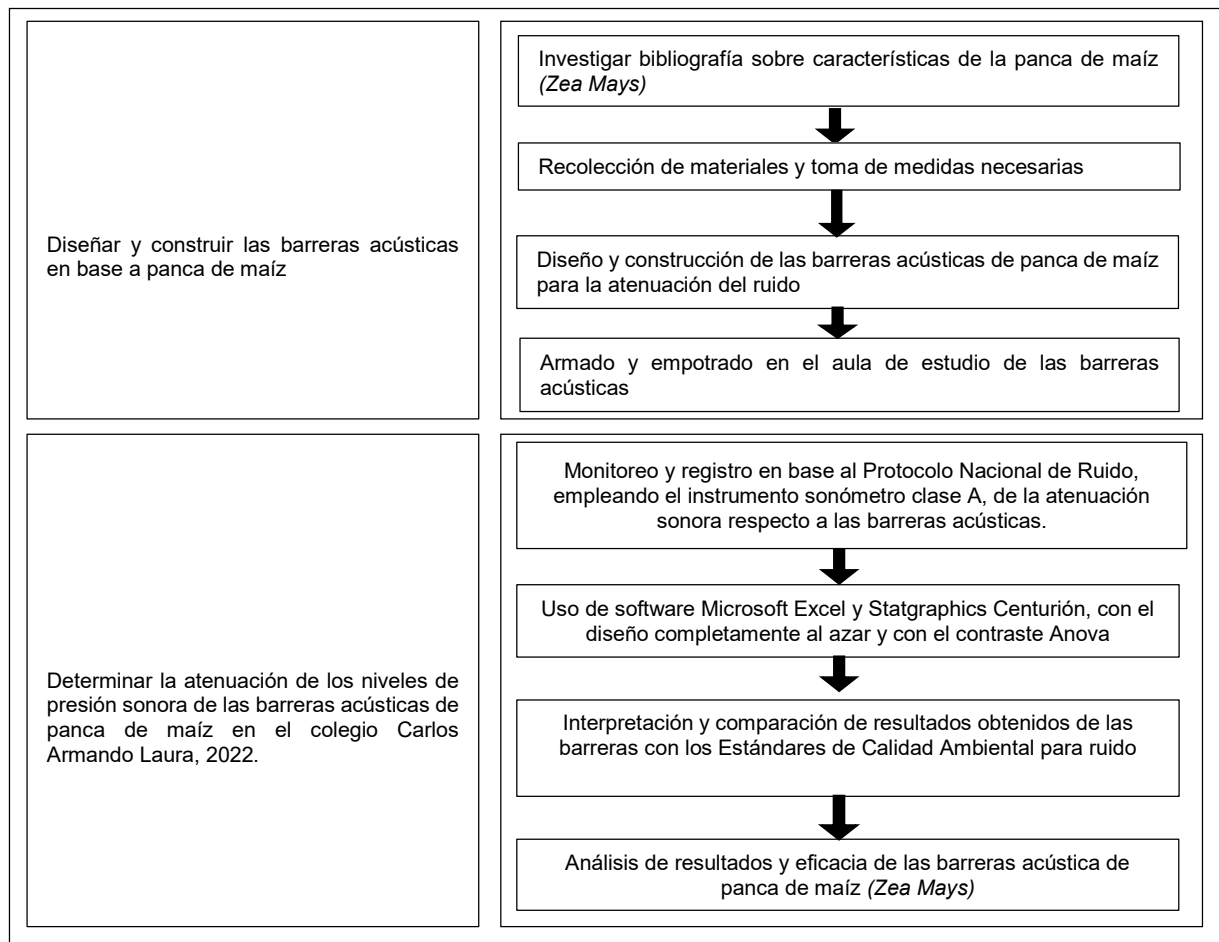 Diseñar y construir las barreras acústicas
en base a panca de maíz
Investigar bibliografía sobre características de la panca de maíz
(Zea Mays)
Recolección de materiales y toma de medidas necesarias
Diseño y construcción de las barreras acústicas de panca de maíz
para la atenuación del ruido
Armado y empotrado en el aula de estudio de las barreras
acústicas
Determinar la atenuación de los niveles de
presión sonora de las barreras acústicas de
panca de maíz en el colegio Carlos
Armando Laura, 2022.
Monitoreo y registro en base al Protocolo Nacional de Ruido,
empleando el instrumento sonómetro clase A, de la atenuación
sonora respecto a las barreras acústicas.
Uso de software Microsoft Excel y Statgraphics Centurión, con el
diseño completamente al azar y con el contraste Anova
Interpretación y comparación de resultados obtenidos de las
barreras con los Estándares de Calidad Ambiental para ruido
Análisis de resultados y eficacia de las barreras acústica de
panca de maíz (Zea Mays)